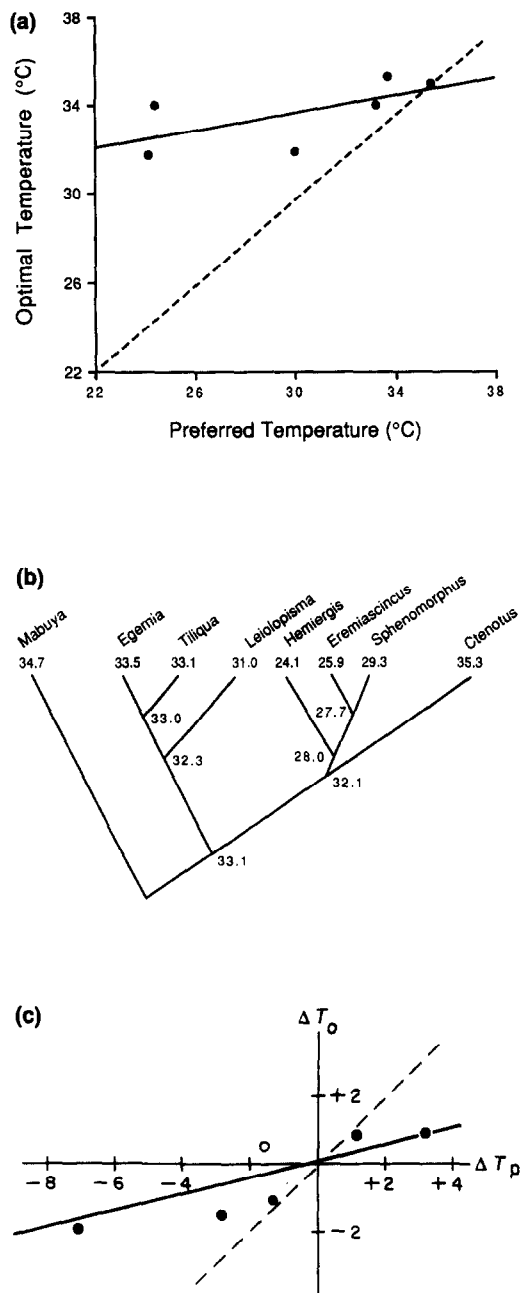 (a)
38
34
30
26
22
Optimal Temperature (°C)
22 26 30 34 38
Preferred Temperature (°C)
(b)
Mabuya Egernia Tiliqua Leiolopisma Hemiergis Eremiascincus Sphenomorphus Ctenotus
34.7 33.5 33.1 31.0 24.1 25.9 29.3 35.3
33.0 27.7
32.3 28.0
32.1
33.1
(c)
Δ To
+2
-8 -6 -4 -2 +2 +4 Δ Tp
-2